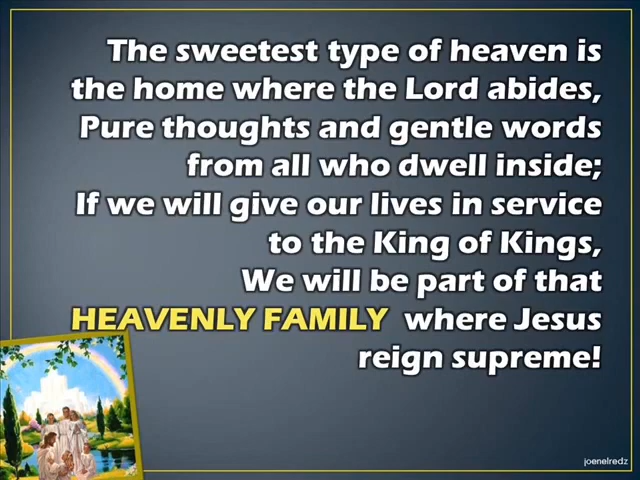 The sweetest type of heaven is
the home where the Lord abides,
Pure thoughts and gentle words
from all who dwell inside;
If we will give our lives in service
to the King of Kings,
We will be part of that
HEAVENLY FAMILY where Jesus
reign supreme!
joenelredz